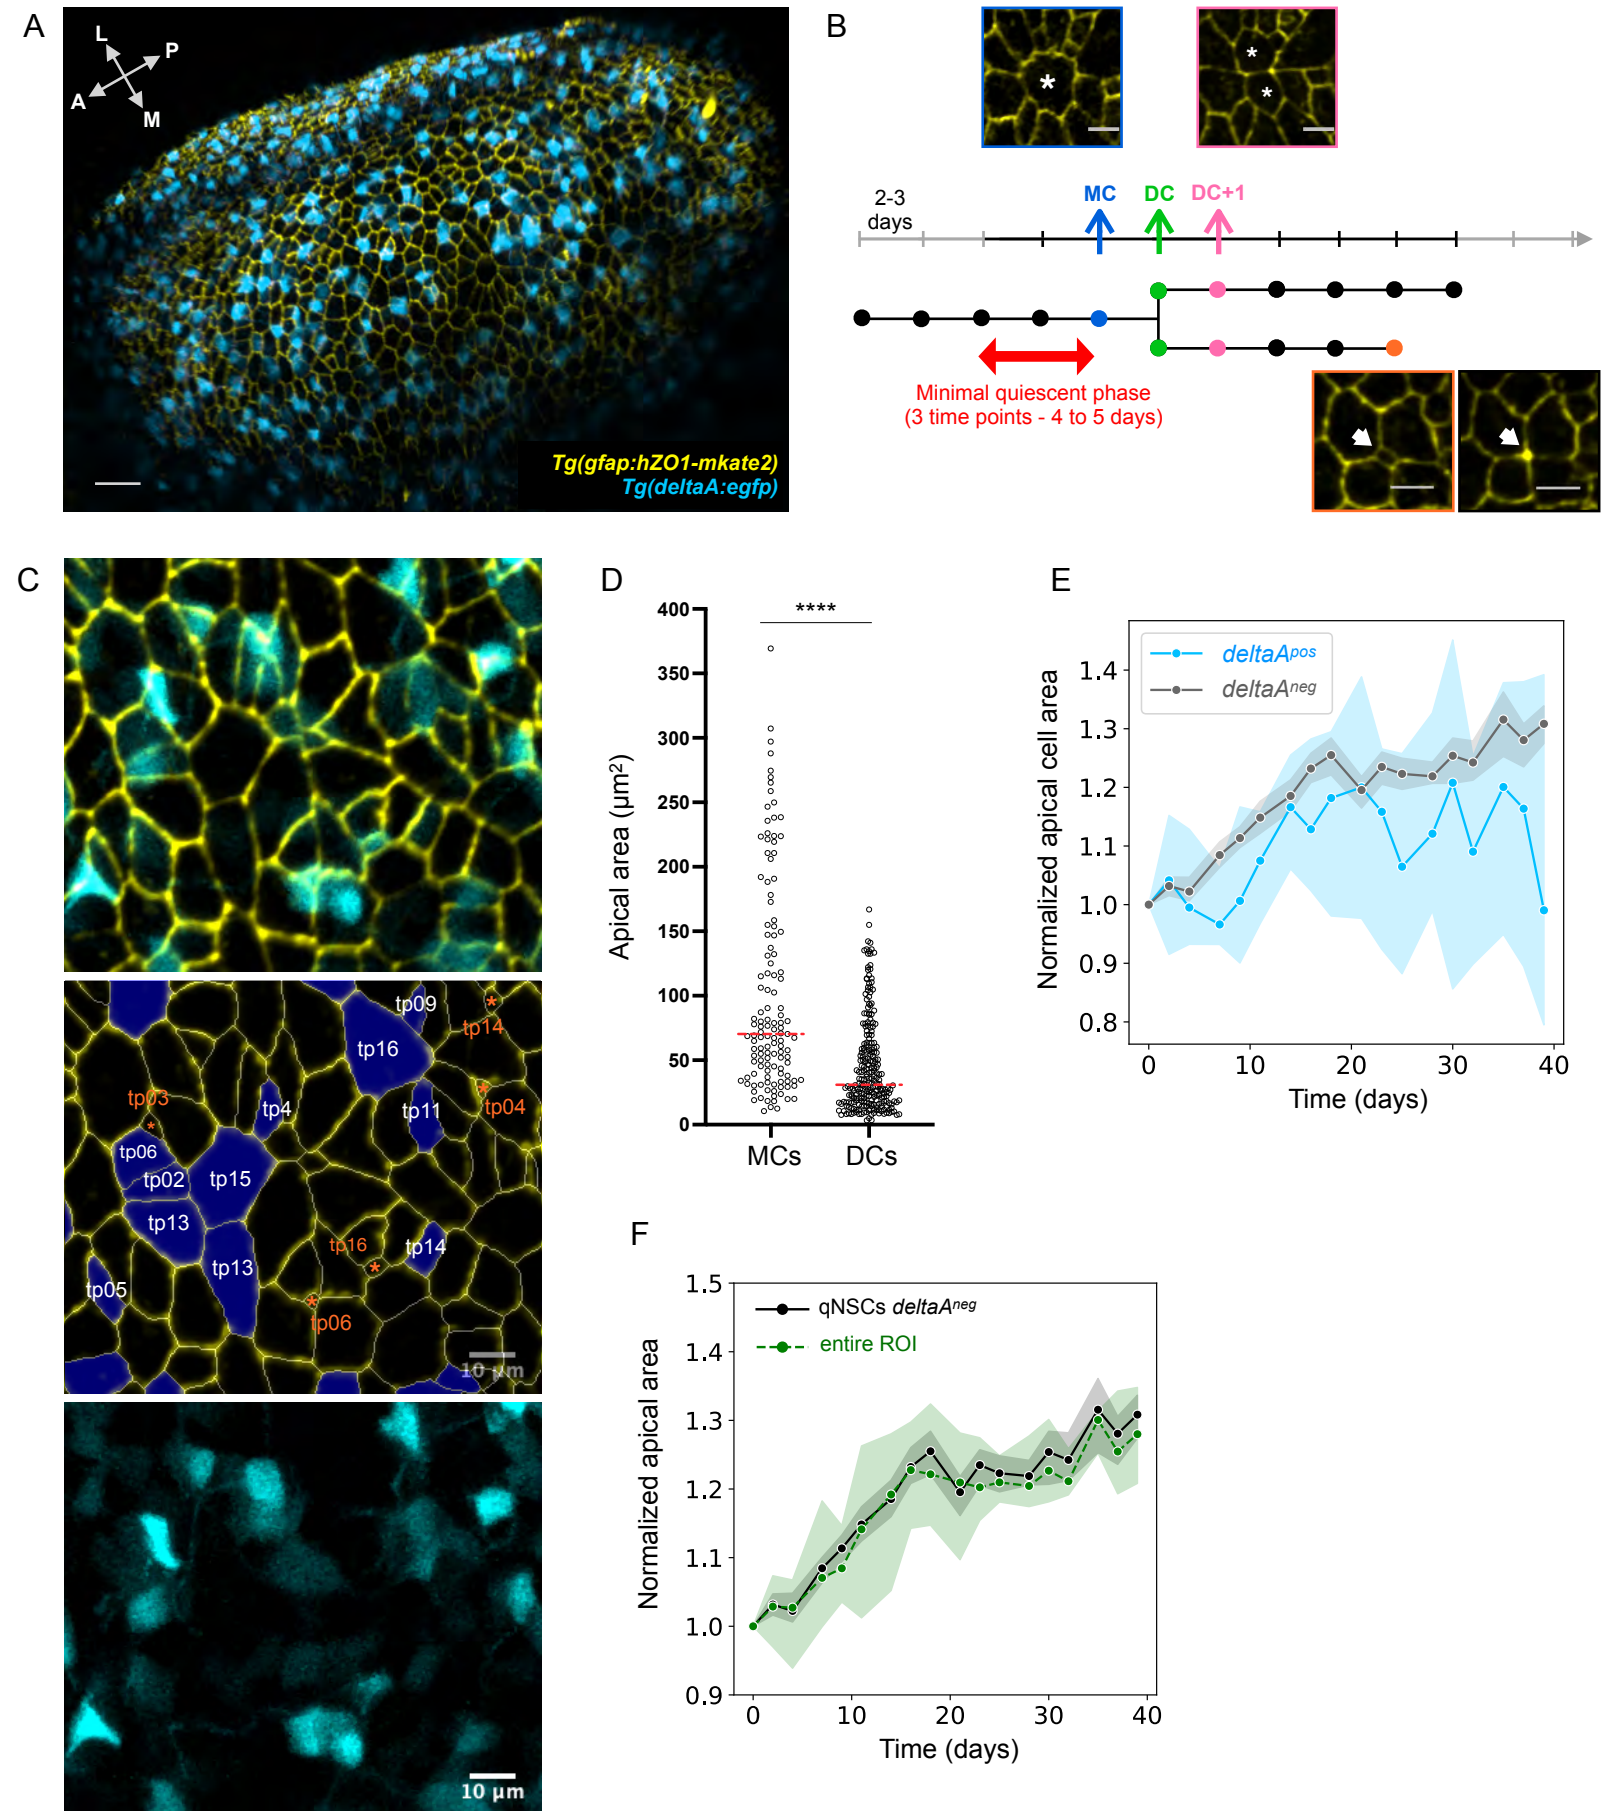 A
L
P
A
M
Tg(gfap:hZO1-mkate2)
Tg(deltaA:egfp)
B
*
*
*
2-3
days
MC
DC
DC+1
Minimal quiescent phase
(3 time points - 4 to 5 days)
C
tp09
*
tp14
tp16
tp03
*
tp4
tp11
*
tp04
tp06
tp02
tp15
tp13
tp16
*
tp14
tp13
tp05
*
tp06
10 µm
10 µm
D
****
400
350
300
250
200
150
100
50
0
Apical area (µm²)
MCs
DCs
E
deltaAᵖᵒˢ
deltaAⁿᵉᵍ
1.4
1.3
1.2
1.1
1.0
0.9
0.8
Normalized apical cell area
0 10 20 30 40
Time (days)
F
qNSCs deltaAⁿᵉᵍ
entire ROI
1.5
1.4
1.3
1.2
1.1
1.0
0.9
Normalized apical area
0 10 20 30 40
Time (days)